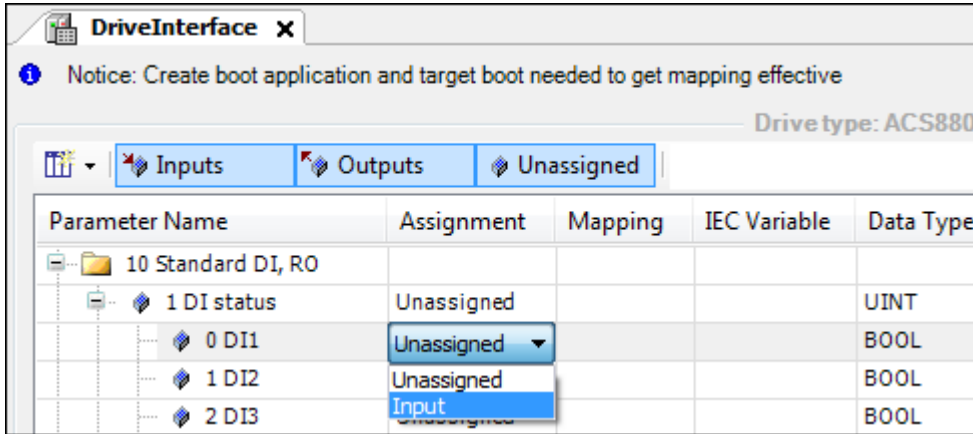 DriveInterface X
Notice: Create boot application and target boot needed to get mapping effective
Drive type: ACS880
Inputs Outputs Unassigned
Parameter Name Assignment Mapping IEC Variable Data Type
10 Standard DI, RO
1 DI status Unassigned UINT
0 DI1 Unassigned BOOL
1 DI2 Unassigned BOOL
2 DI3 Input BOOL